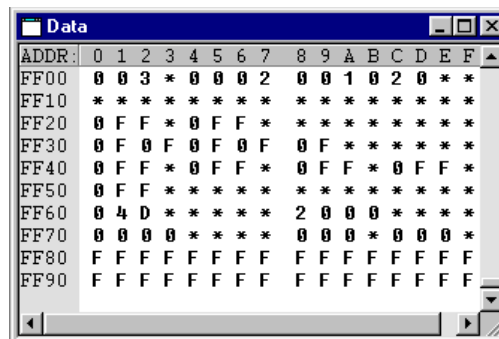 Data
ADDR: 0 1 2 3 4 5 6 7 8 9 A B C D E F
FF00 0 0 3 * 0 0 0 2 0 0 1 0 2 0 * *
FF10 * * * * * * * * * * * * * * * *
FF20 0 F F * 0 F F * * * * * * * * *
FF30 0 F 0 F 0 F 0 F 0 F * * * * * *
FF40 0 F F * 0 F F * 0 F F * 0 F F *
FF50 0 F F * * * * * * * * * * * * *
FF60 0 4 D * * * * * 2 0 0 0 * * * *
FF70 0 0 0 0 * * * * 0 0 0 * 0 0 0 *
FF80 F F F F F F F F F F F F F F F F
FF90 F F F F F F F F F F F F F F F F